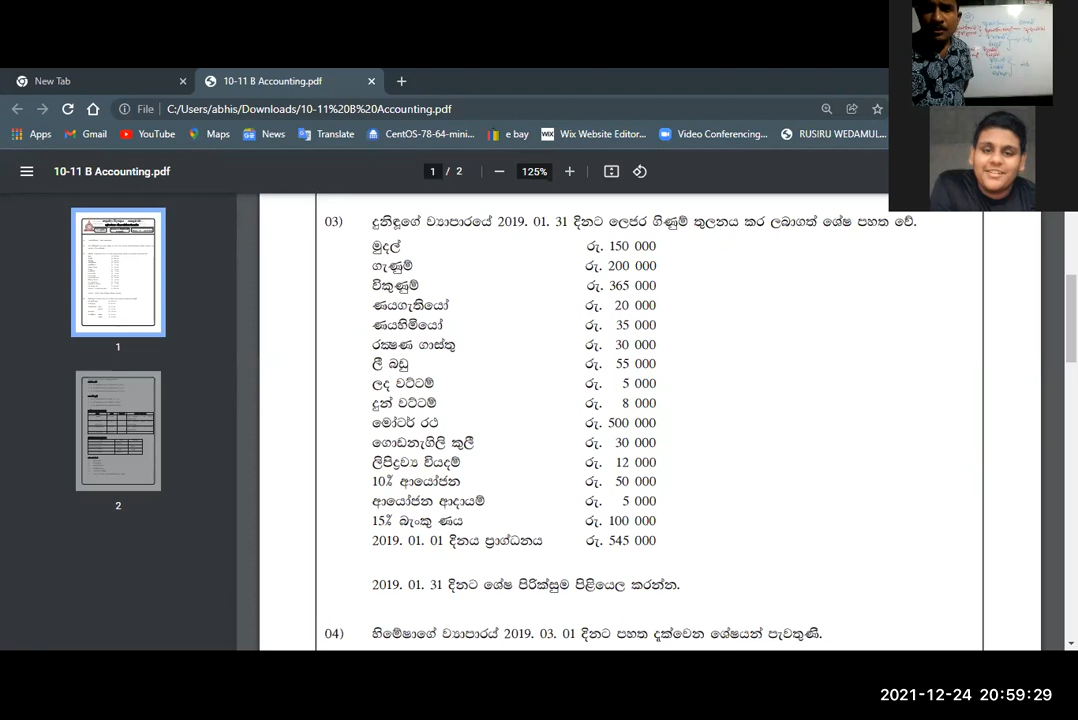 New Tab
10-11 B Accounting.pdf
File C:/Users/abhis/Downloads/10-11%20B%20Accounting.pdf
Apps Gmail YouTube Maps News Translate CentOS-78-64-mini... e bay Wix Website Editor... Video Conferencing... RUSIRU WEDAMUL...
10-11 B Accounting.pdf
1 / 2
125%
03) දුනිඳුගේ ව්‍යාපාරයේ 2019. 01. 31 දිනට ලෙජර ගිණුම් තුලනය කර ලබාගත් ශේෂ පහත වේ.
මුදල් රු. 150 000
ගැණුම් රු. 200 000
විකුණුම් රු. 365 000
ණයගැතියෝ රු. 20 000
ණයහිමියෝ රු. 35 000
රක්‍ෂණ ගාස්තු රු. 30 000
ලී බඩු රු. 55 000
ලද වට්ටම් රු. 5 000
දුන් වට්ටම් රු. 8 000
මෝටර් රථ රු. 500 000
ගොඩනැගිලි කුලී රු. 30 000
ලිපිද්‍රව්‍ය වියදම් රු. 12 000
10% ආයෝජන රු. 50 000
ආයෝජන ආදායම් රු. 5 000
15% බැංකු ණය රු. 100 000
2019. 01. 01 දිනය ප්‍රාග්ධනය රු. 545 000
2019. 01. 31 දිනට ශේෂ පිරික්සුම පිළියෙල කරන්න.
04) හිමේෂාගේ ව්‍යාපාරය් 2019. 03. 01 දිනට පහත දක්වෙන ශේෂයන් පැවතුණි.
1
2
2021-12-24 20:59:29